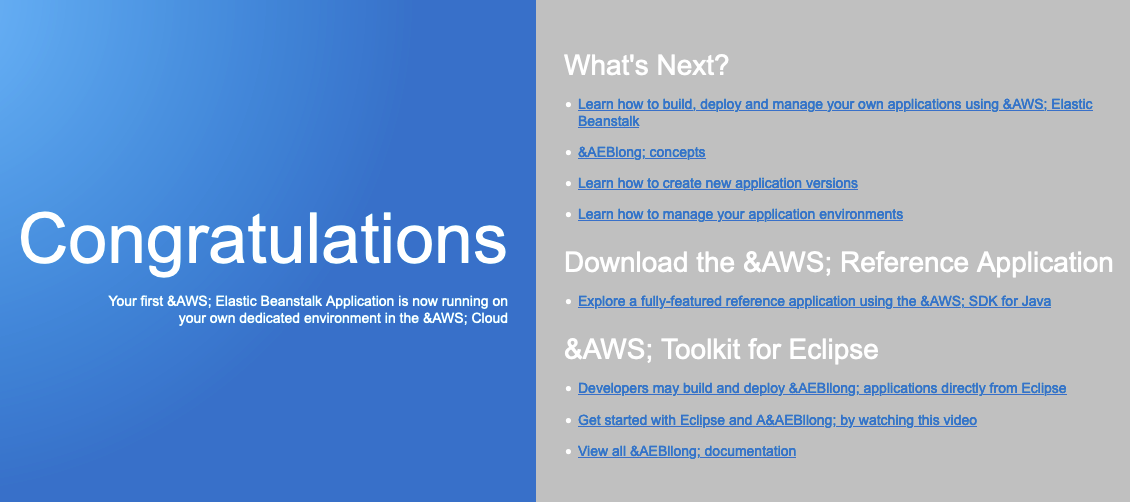 Congratulations
Your first &AWS; Elastic Beanstalk Application is now running on
your own dedicated environment in the &AWS; Cloud
What's Next?
Learn how to build, deploy and manage your own applications using &AWS; Elastic
Beanstalk
&AEBlong; concepts
Learn how to create new application versions
Learn how to manage your application environments
Download the &AWS; Reference Application
Explore a fully-featured reference application using the &AWS; SDK for Java
&AWS; Toolkit for Eclipse
Developers may build and deploy &AEBllong; applications directly from Eclipse
Get started with Eclipse and A&AEBllong; by watching this video
View all &AEBllong; documentation